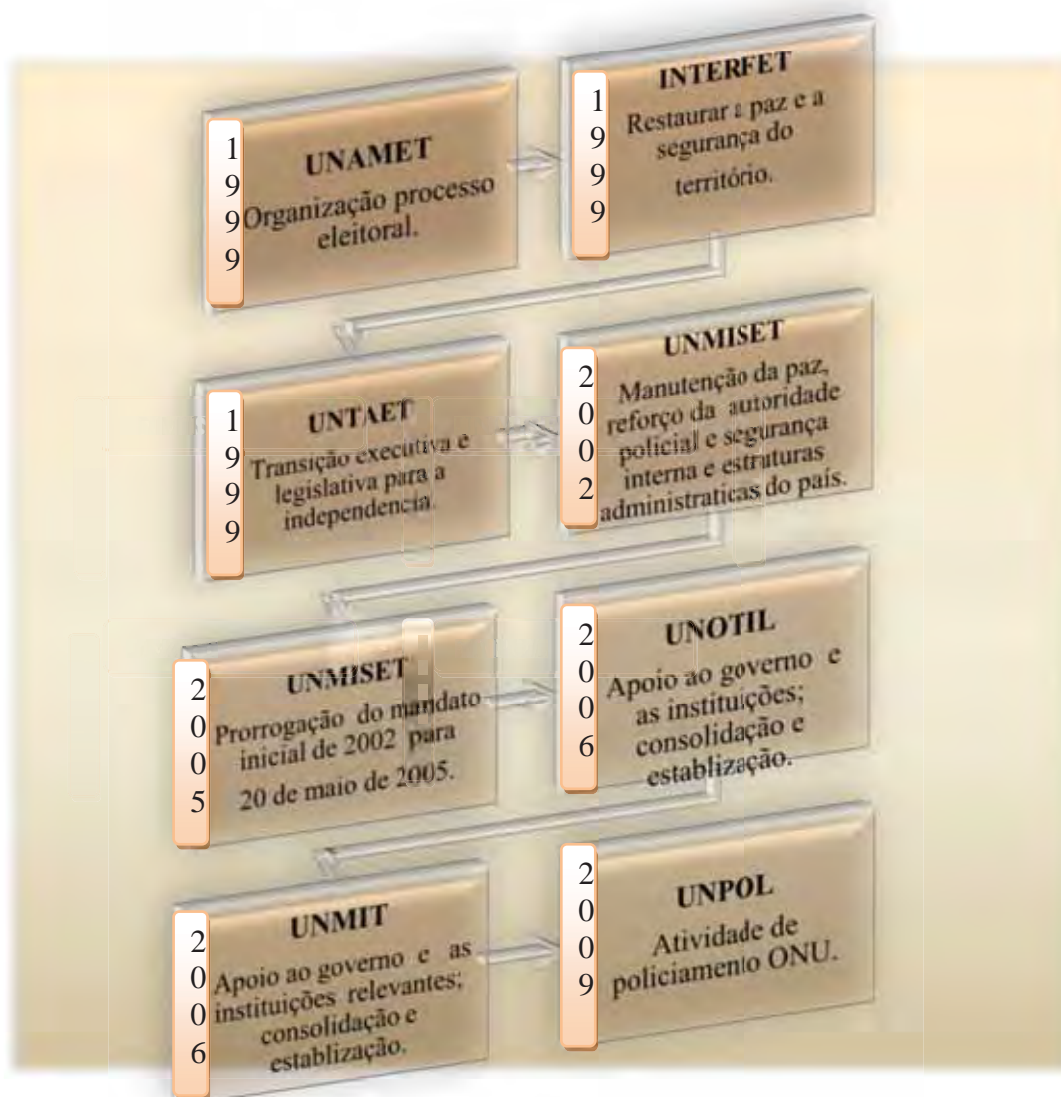 1999
UNAMET
Organização processo
eleitoral.
1999
INTERFET
Restaurar a paz e a
segurança do
território.
1999
UNTAET
Transição executiva e
legislativa para a
independencia.
2002
UNMISET
Manutenção da paz,
reforço da autoridade
policial e segurança
interna e estruturas
administraticas do país.
2005
UNMISET
Prorrogação do mandato
inicial de 2002 para
20 de maio de 2005.
2006
UNOTIL
Apoio ao governo e
as instituições;
consolidação e
establização.
2006
UNMIT
Apoio ao governo e as
instituições relevantes;
consolidação e
establização.
2009
UNPOL
Atividade de
policiamento ONU.